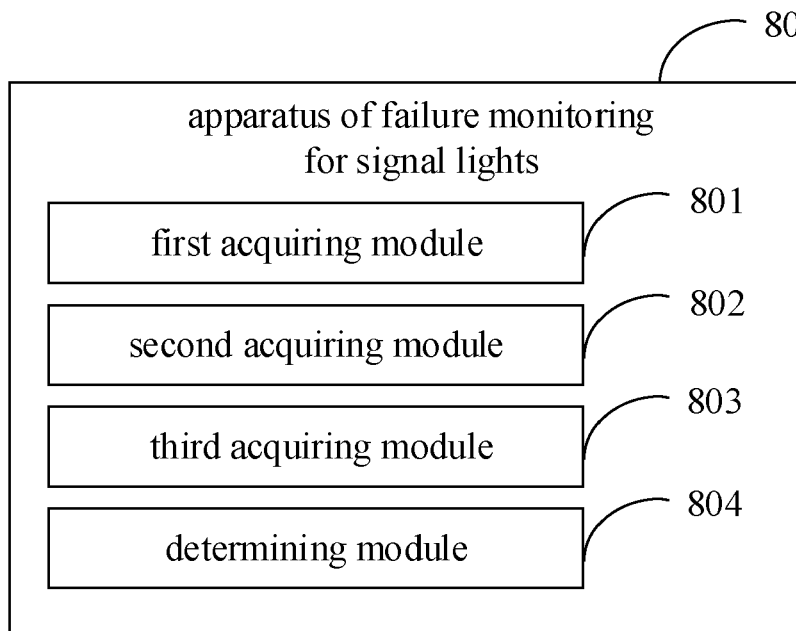 80
apparatus of failure monitoring
for signal lights
801
first acquiring module
802
second acquiring module
803
third acquiring module
804
determining module